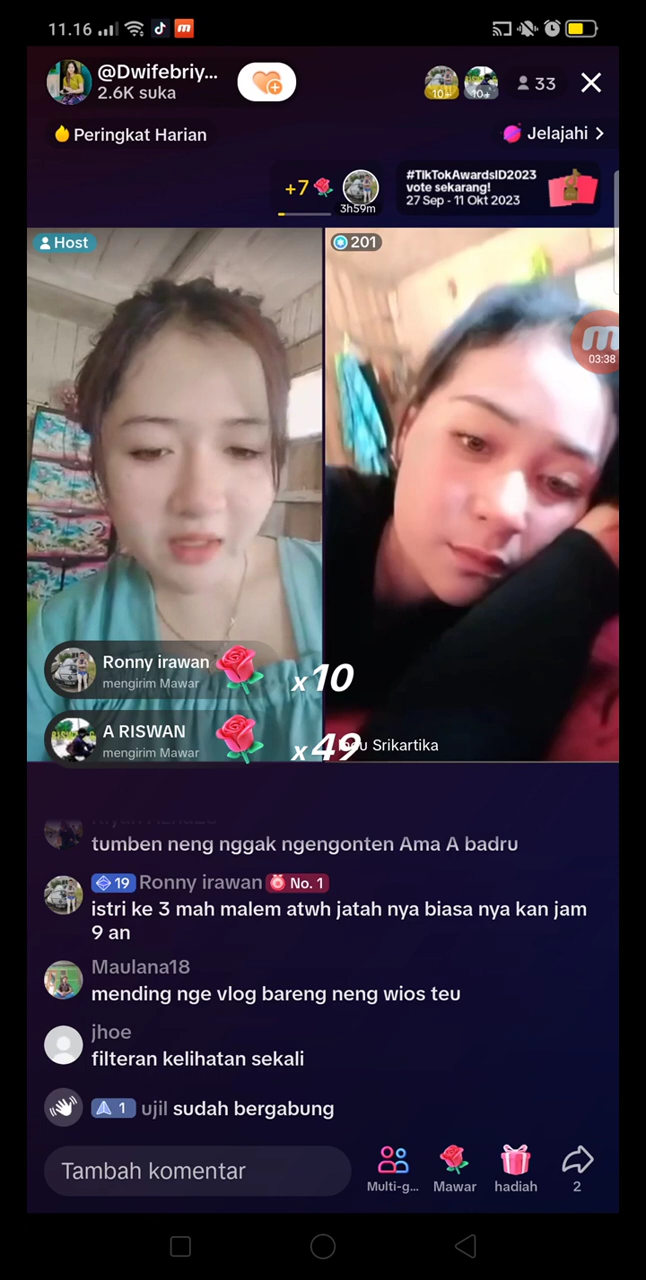 11.16
@Dwifebriy...
2.6K suka
10+
10+
33
Peringkat Harian
Jelajahi >
+7
3h59m
#TikTokAwardsID2023
vote sekarang!
27 Sep - 11 Okt 2023
Host
201
03:38
Ronny irawan
mengirim Mawar
x10
A RISWAN
mengirim Mawar
x49
Srikartika
tumben neng nggak ngengonten Ama A badru
19 Ronny irawan No. 1
istri ke 3 mah malem atwh jatah nya biasa nya kan jam
9 an
Maulana18
mending nge vlog bareng neng wios teu
jhoe
filteran kelihatan sekali
1 ujil sudah bergabung
Tambah komentar
Multi-g...
Mawar
hadiah
2